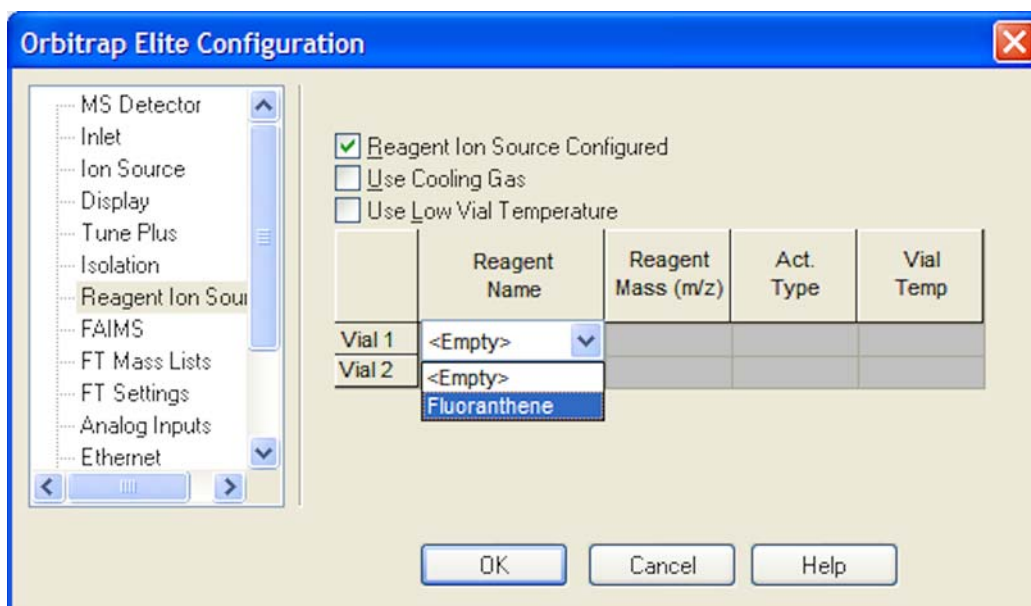 Orbitrap Elite Configuration
MS Detector
Inlet
Ion Source
Display
Tune Plus
Isolation
Reagent Ion Sour
FAIMS
FT Mass Lists
FT Settings
Analog Inputs
Ethernet
Reagent Ion Source Configured
Use Cooling Gas
Use Low Vial Temperature
Reagent Name
Reagent Mass (m/z)
Act. Type
Vial Temp
Vial 1
<Empty>
Vial 2
<Empty>
Fluoranthene
OK
Cancel
Help